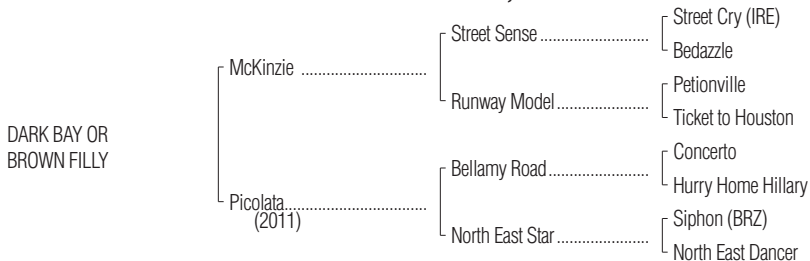 Street Cry (IRE)
Street Sense ........................
Bedazzle
McKinzie ............................
Petionville
Runway Model....................
Ticket to Houston
DARK BAY OR
BROWN FILLY
Concerto
Bellamy Road......................
Hurry Home Hillary
Picolata................................
(2011)
Siphon (BRZ)
North East Star ....................
North East Dancer